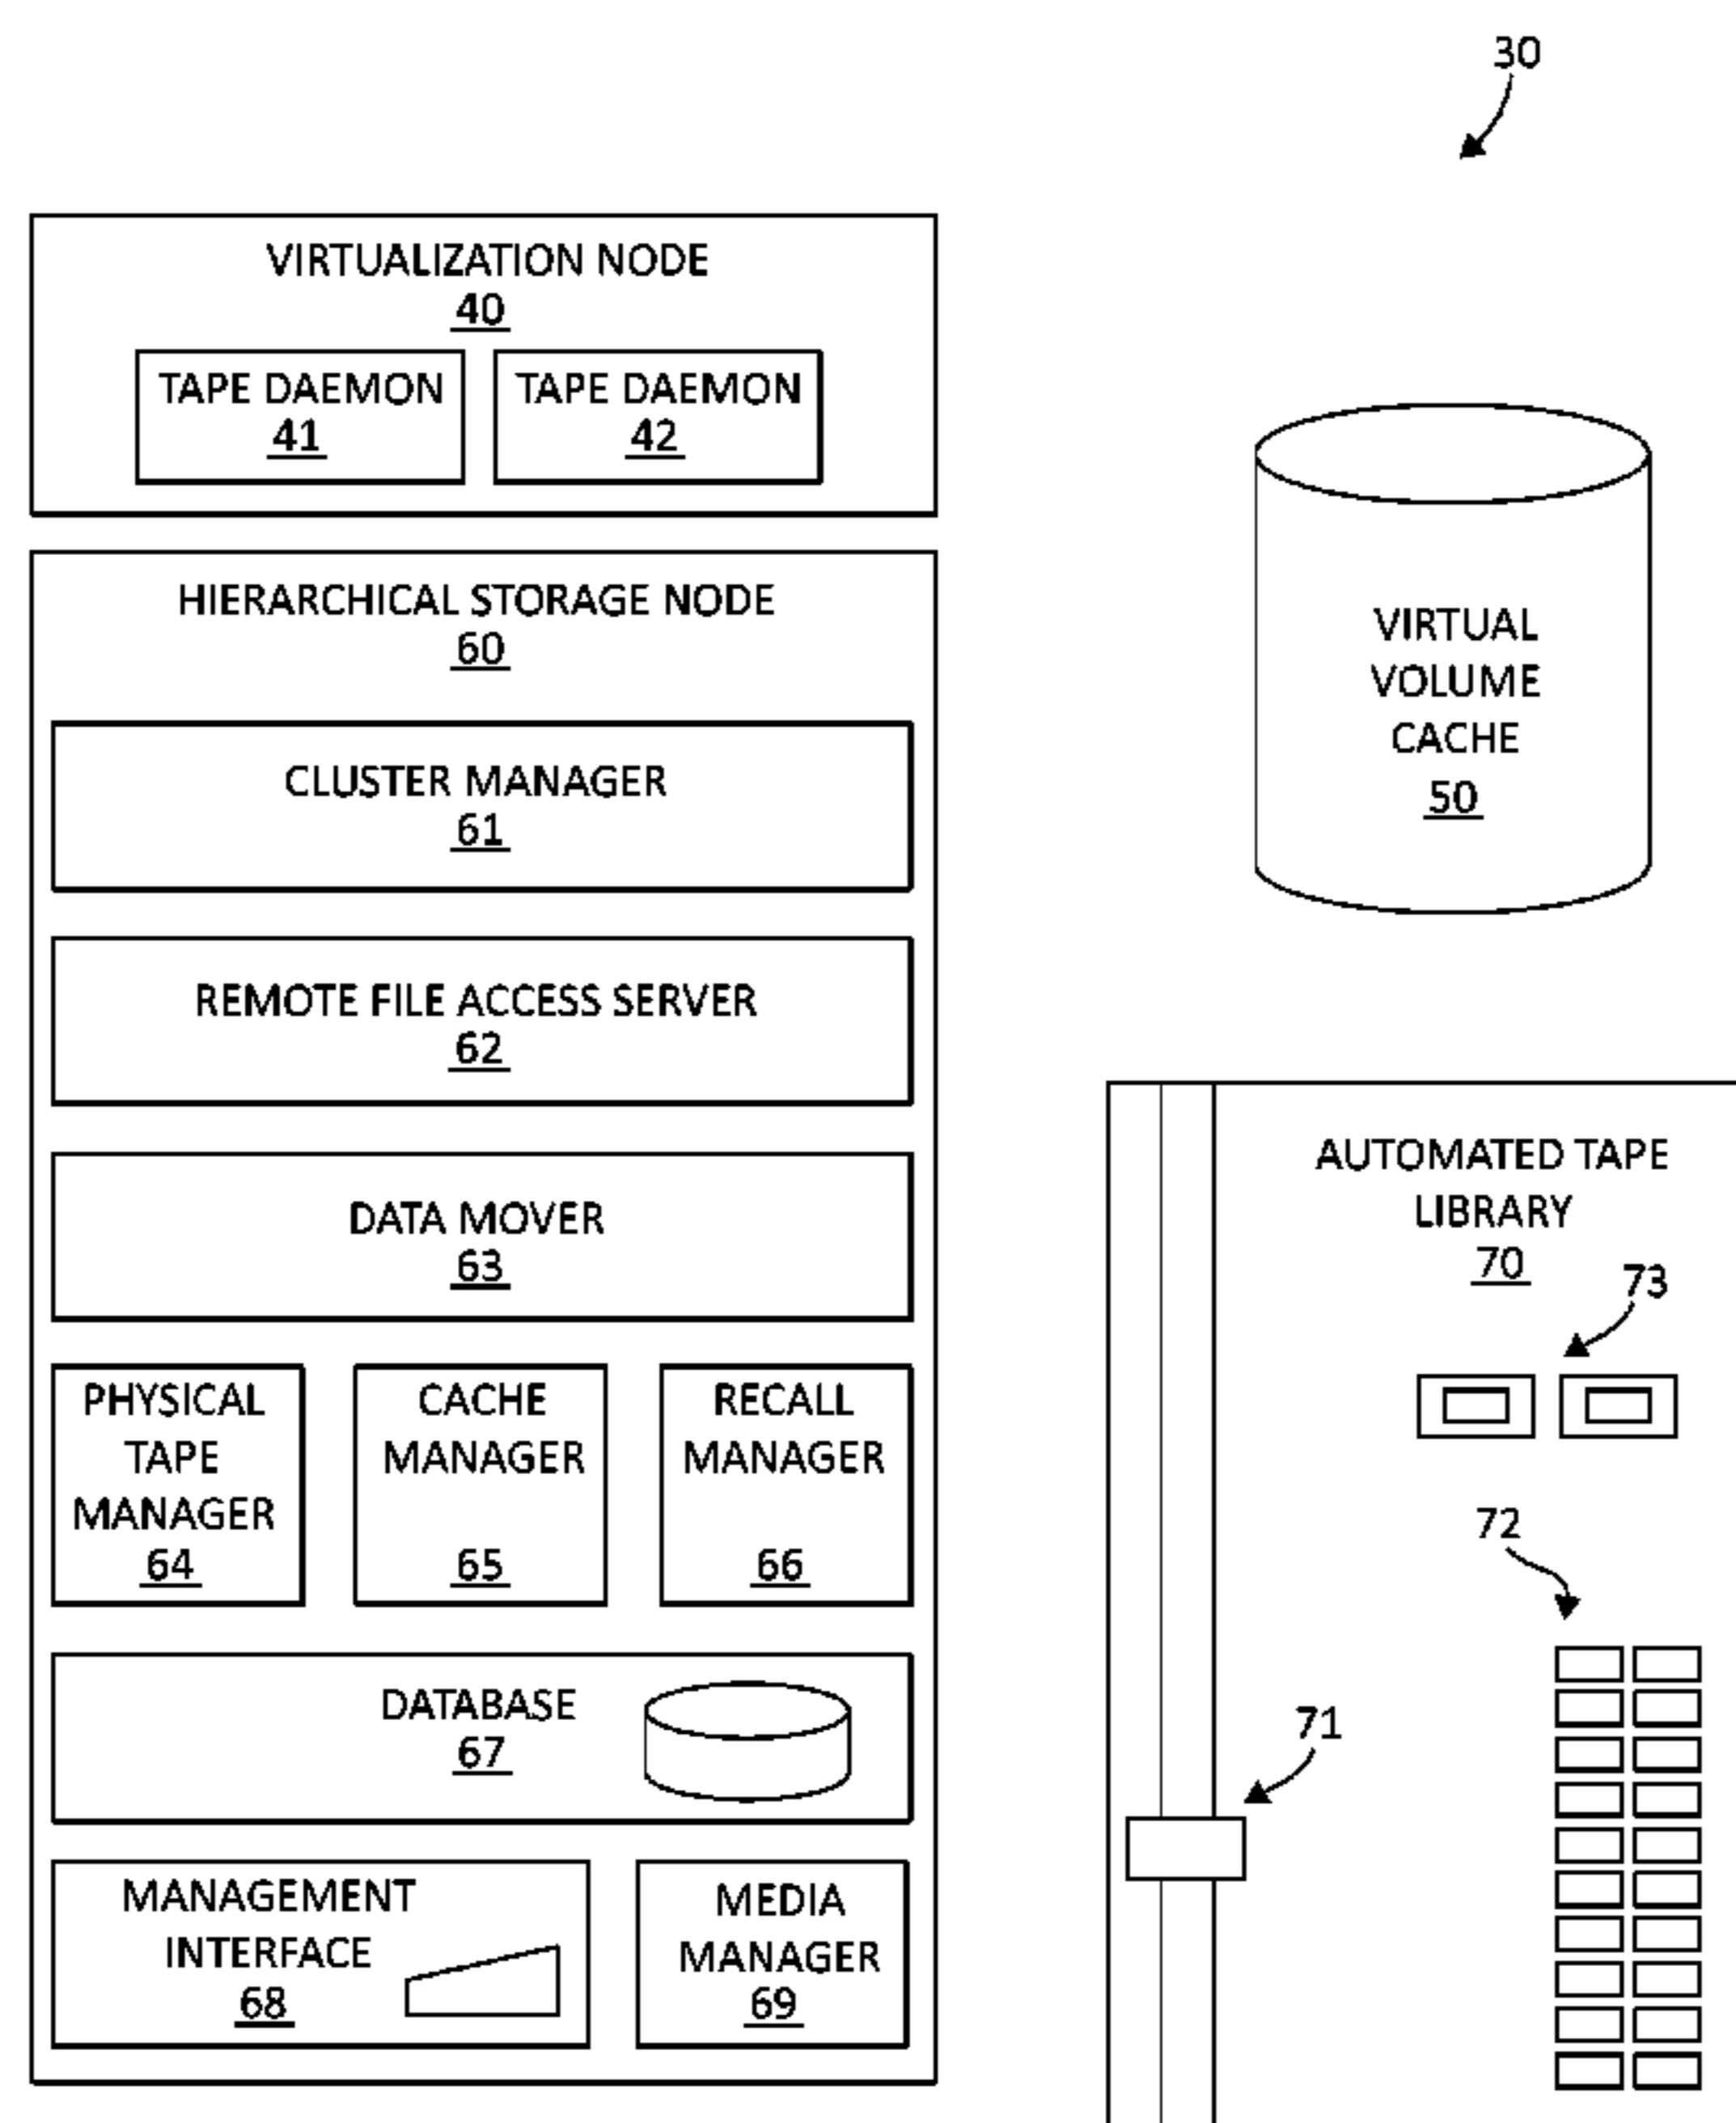 30
VIRTUALIZATION NODE
40
TAPE DAEMON
41
TAPE DAEMON
42
HIERARCHICAL STORAGE NODE
60
CLUSTER MANAGER
61
REMOTE FILE ACCESS SERVER
62
DATA MOVER
63
PHYSICAL
TAPE
MANAGER
64
CACHE
MANAGER
65
RECALL
MANAGER
66
DATABASE
67
MANAGEMENT
INTERFACE
68
MEDIA
MANAGER
69
VIRTUAL
VOLUME
CACHE
50
AUTOMATED TAPE
LIBRARY
70
73
72
71